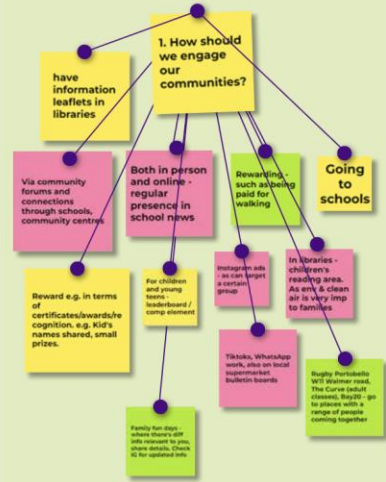 1. How should
we engage
our
communities?
have
information
leaflets in
libraries
Via community
forums and
connections
through schools,
community centres
Both in person
and online -
regular
presence in
school news
Rewarding -
such as being
paid for
walking
Going
to
schools
Reward e.g. in terms
of
certificates/awards/re
cognition. e.g. Kid's
names shared, small
prizes.
For children
and young
teens -
leaderboard /
comp element
Instagram ads
- as can target
a certain
group
In libraries -
children's
reading area.
As env & clean
air is very imp
to families
Tiktoks, WhatsApp
work, also on local
supermarket
bulletin boards
Rugby Portobello
W11 Walmer road,
The Curve (adult
classes), Bay20 - go
to places with a
range of people
coming together
Family fun days -
where there's diff
info relevant to you,
share details. Check
IG for updated info